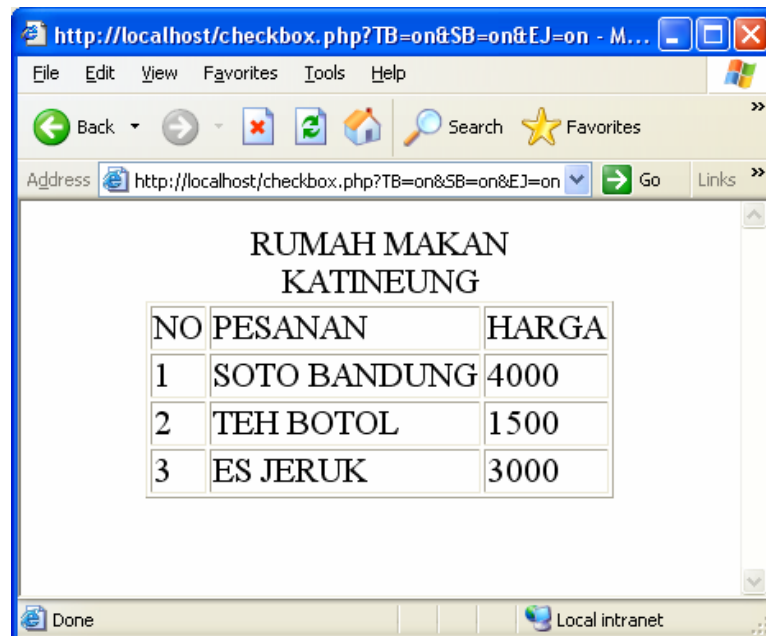 http://localhost/checkbox.php?TB=on&SB=on&EJ=on - M...
File Edit View Favorites Tools Help
Back Search Favorites »
Address http://localhost/checkbox.php?TB=on&SB=on&EJ=on Go Links »
RUMAH MAKAN
KATINEUNG
NO PESANAN HARGA
1 SOTO BANDUNG 4000
2 TEH BOTOL 1500
3 ES JERUK 3000
Done Local intranet